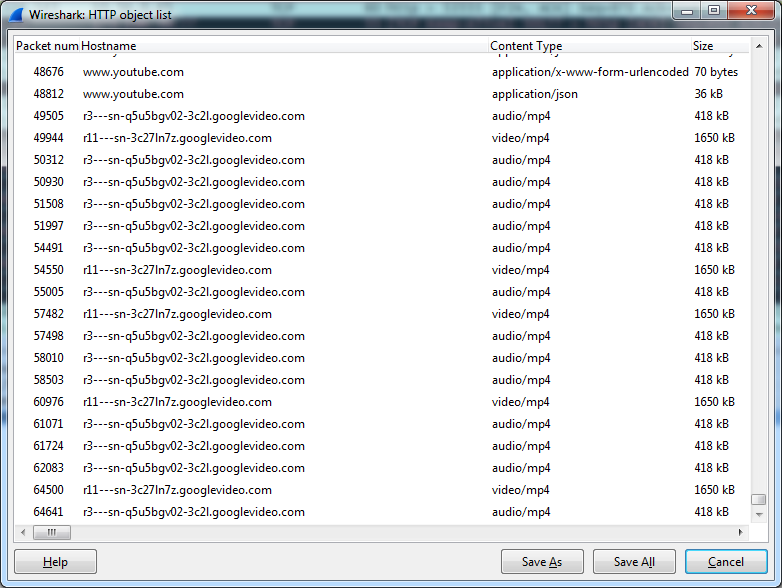 Wireshark: HTTP object list
Packet num Hostname Content Type Size
48676 www.youtube.com application/x-www-form-urlencoded 70 bytes
48812 www.youtube.com application/json 36 kB
49505 r3---sn-q5u5bgv02-3c2l.googlevideo.com audio/mp4 418 kB
49944 r11---sn-3c27ln7z.googlevideo.com video/mp4 1650 kB
50312 r3---sn-q5u5bgv02-3c2l.googlevideo.com audio/mp4 418 kB
50930 r3---sn-q5u5bgv02-3c2l.googlevideo.com audio/mp4 418 kB
51508 r3---sn-q5u5bgv02-3c2l.googlevideo.com audio/mp4 418 kB
51997 r3---sn-q5u5bgv02-3c2l.googlevideo.com audio/mp4 418 kB
54491 r3---sn-q5u5bgv02-3c2l.googlevideo.com audio/mp4 418 kB
54550 r11---sn-3c27ln7z.googlevideo.com video/mp4 1650 kB
55005 r3---sn-q5u5bgv02-3c2l.googlevideo.com audio/mp4 418 kB
57482 r11---sn-3c27ln7z.googlevideo.com video/mp4 1650 kB
57498 r3---sn-q5u5bgv02-3c2l.googlevideo.com audio/mp4 418 kB
58010 r3---sn-q5u5bgv02-3c2l.googlevideo.com audio/mp4 418 kB
58503 r3---sn-q5u5bgv02-3c2l.googlevideo.com audio/mp4 418 kB
60976 r11---sn-3c27ln7z.googlevideo.com video/mp4 1650 kB
61071 r3---sn-q5u5bgv02-3c2l.googlevideo.com audio/mp4 418 kB
61724 r3---sn-q5u5bgv02-3c2l.googlevideo.com audio/mp4 418 kB
62083 r3---sn-q5u5bgv02-3c2l.googlevideo.com audio/mp4 418 kB
64500 r11---sn-3c27ln7z.googlevideo.com video/mp4 1650 kB
64641 r3---sn-q5u5bgv02-3c2l.googlevideo.com audio/mp4 418 kB
Help Save As Save All Cancel